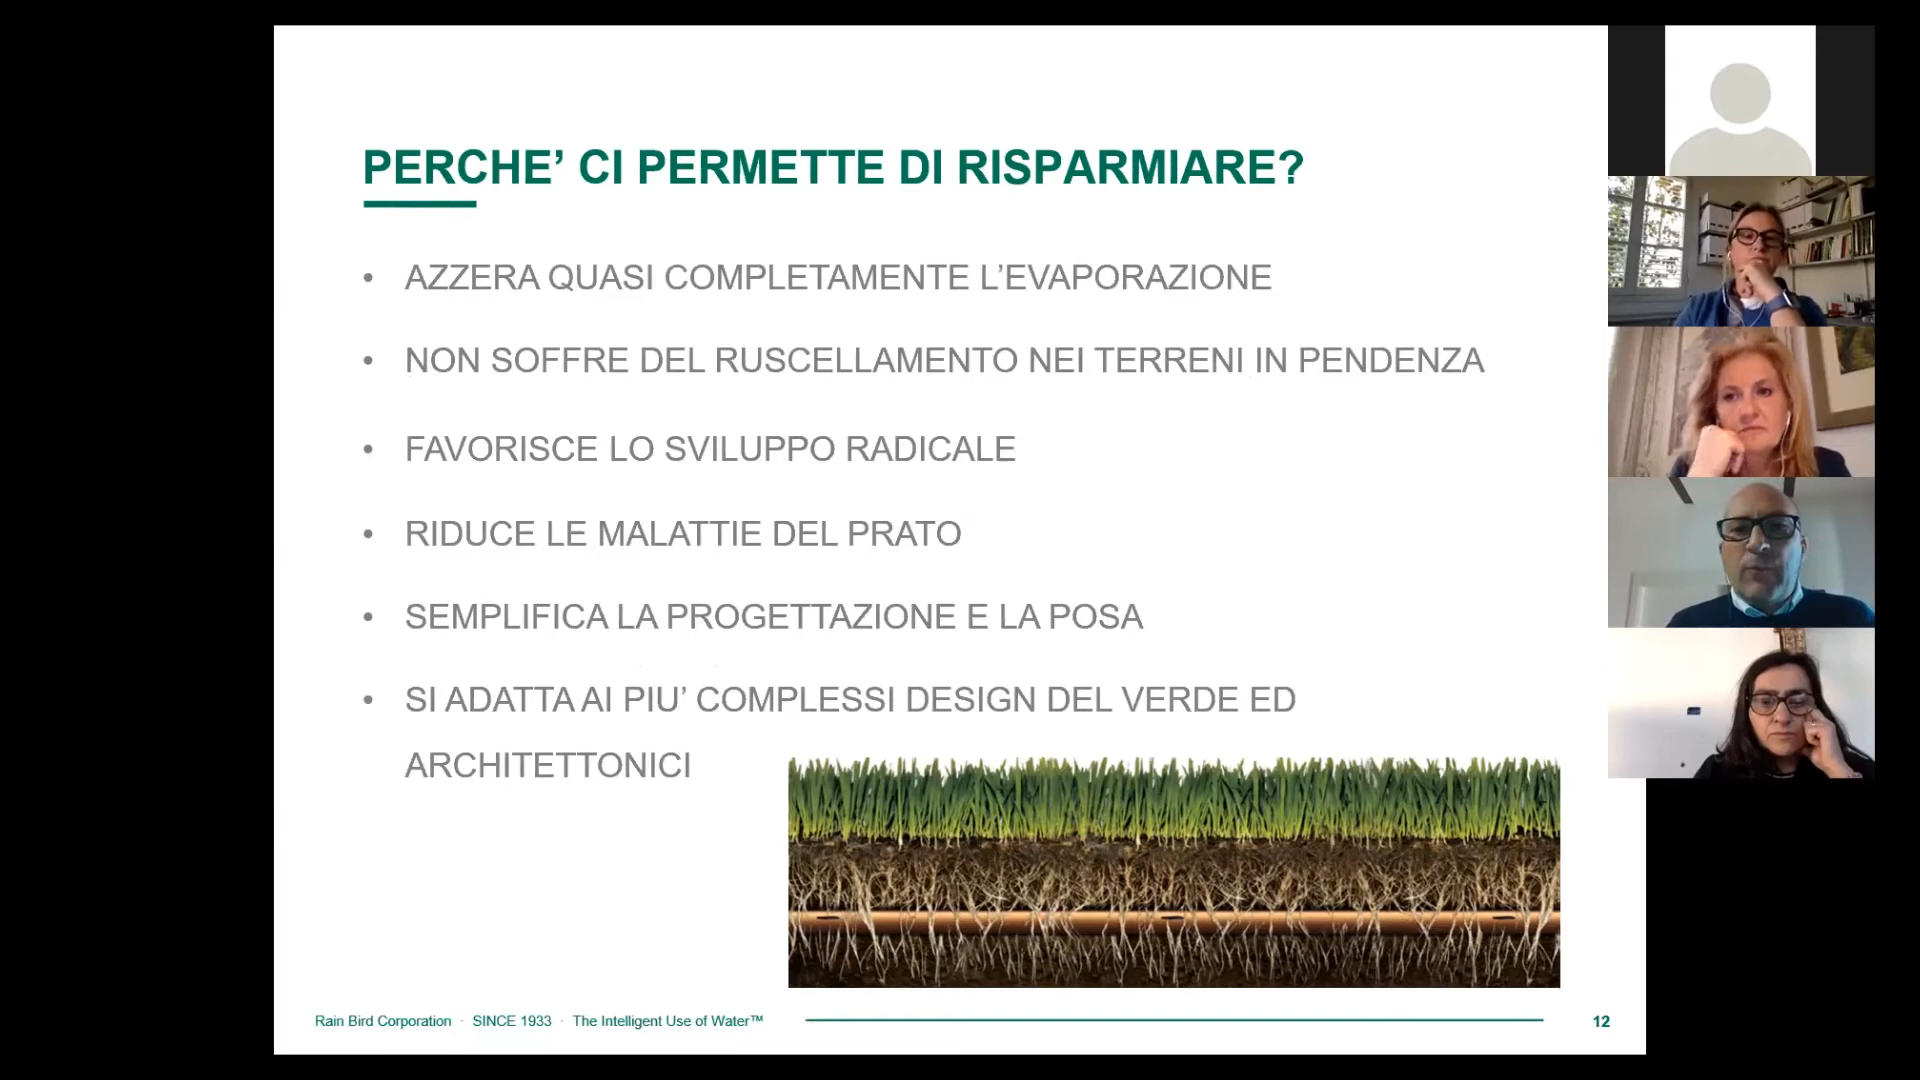 PERCHE’ CI PERMETTE DI RISPARMIARE?
• AZZERA QUASI COMPLETAMENTE L’EVAPORAZIONE
• NON SOFFRE DEL RUSCELLAMENTO NEI TERRENI IN PENDENZA
• FAVORISCE LO SVILUPPO RADICALE
• RIDUCE LE MALATTIE DEL PRATO
• SEMPLIFICA LA PROGETTAZIONE E LA POSA
• SI ADATTA AI PIU’ COMPLESSI DESIGN DEL VERDE ED
ARCHITETTONICI
Rain Bird Corporation · SINCE 1933 · The Intelligent Use of Water™
12